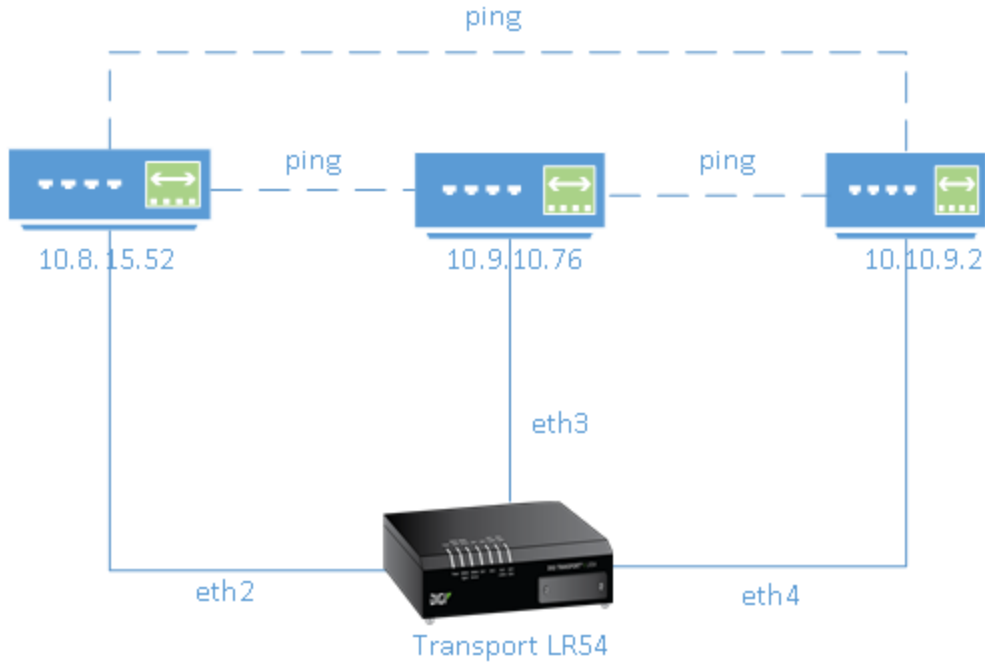 ping
ping
ping
10.8.15.52
10.9.10.76
10.10.9.2
eth3
eth2
eth4
Transport LR54